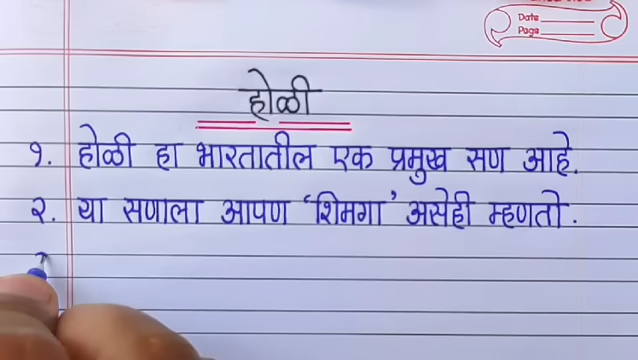 Date
Page
होळी
१. होळी हा भारतातील एक प्रमुख सण आहे.
२. या सणाला आपण 'शिमगा' असेही म्हणतो.